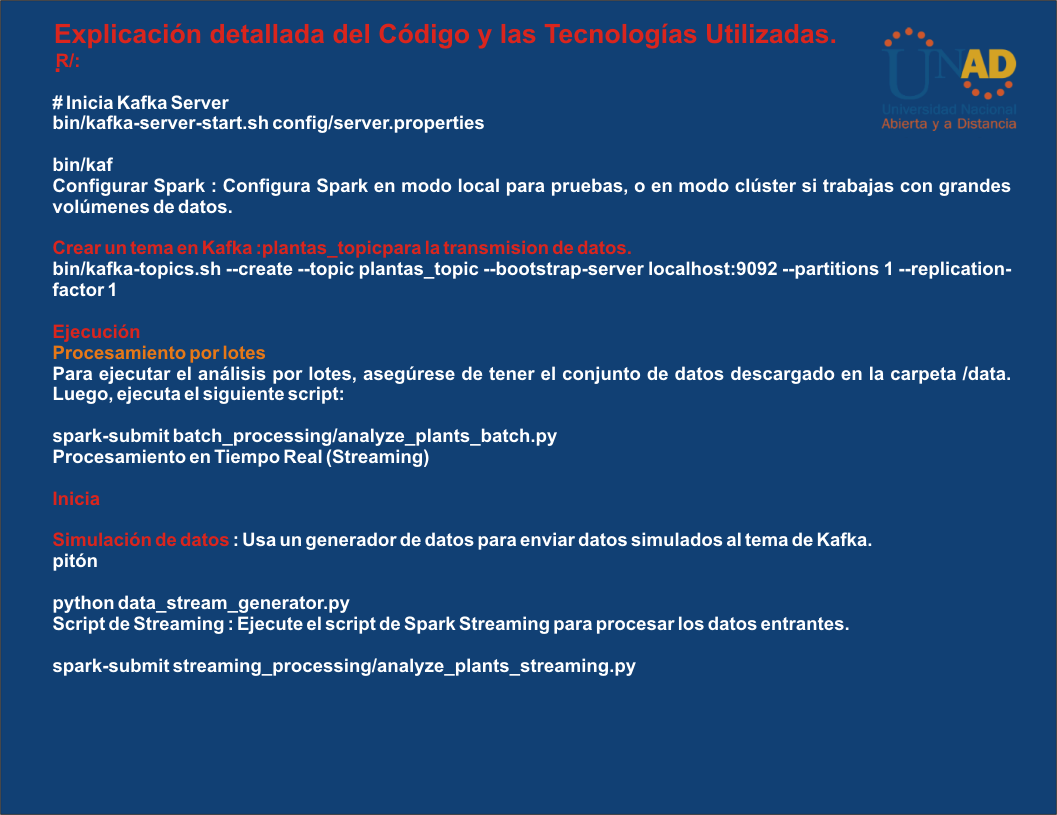 Explicación detallada del Código y las Tecnologías Utilizadas.
R/:
UNAD
Universidad Nacional
Abierta y a Distancia
# Inicia Kafka Server
bin/kafka-server-start.sh config/server.properties
bin/kaf
Configurar Spark : Configura Spark en modo local para pruebas, o en modo clúster si trabajas con grandes
volúmenes de datos.
Crear un tema en Kafka :plantas_topicpara la transmision de datos.
bin/kafka-topics.sh --create --topic plantas_topic --bootstrap-server localhost:9092 --partitions 1 --replication-
factor 1
Ejecución
Procesamiento por lotes
Para ejecutar el análisis por lotes, asegúrese de tener el conjunto de datos descargado en la carpeta /data.
Luego, ejecuta el siguiente script:
spark-submit batch_processing/analyze_plants_batch.py
Procesamiento en Tiempo Real (Streaming)
Inicia
Simulación de datos : Usa un generador de datos para enviar datos simulados al tema de Kafka.
pitón
python data_stream_generator.py
Script de Streaming : Ejecute el script de Spark Streaming para procesar los datos entrantes.
spark-submit streaming_processing/analyze_plants_streaming.py